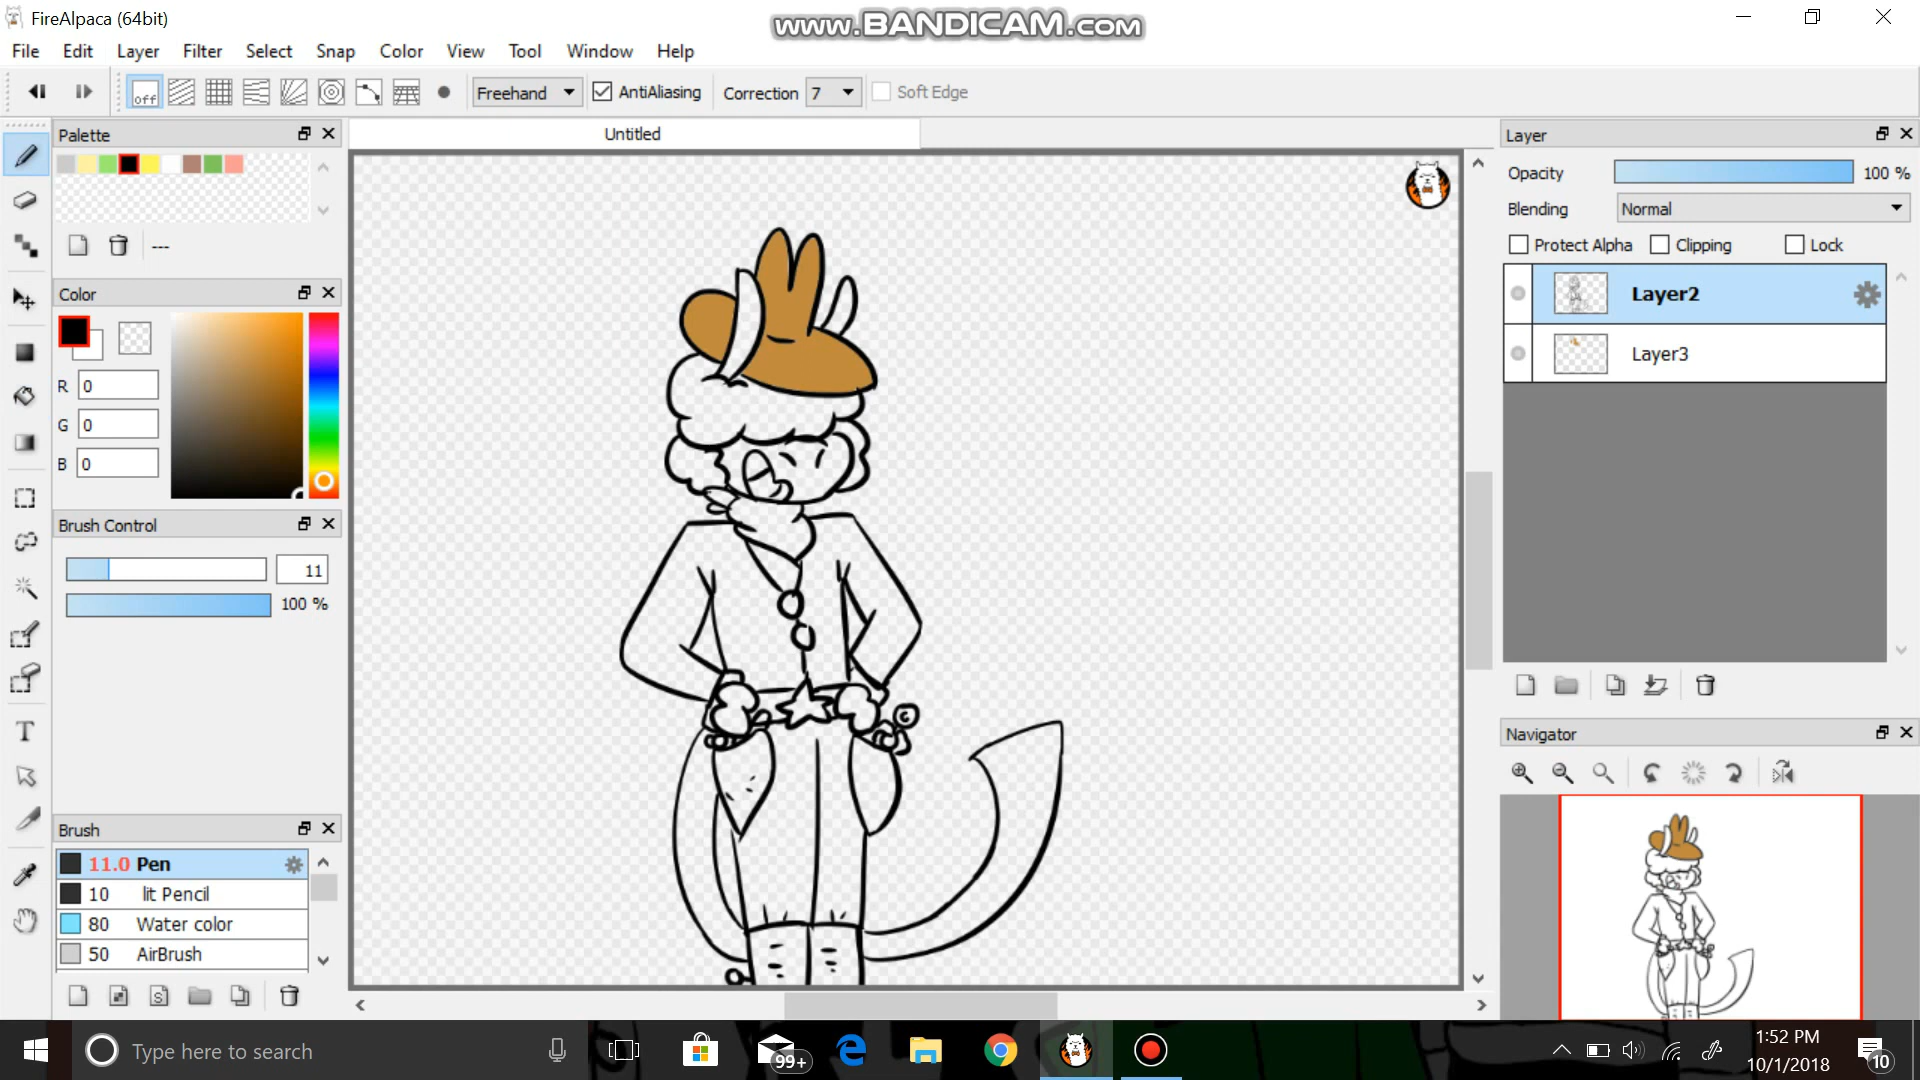 FireAlpaca (64bit)
www.BANDICAM.com
File Edit Layer Filter Select Snap Color View Tool Window Help
off Freehand AntiAliasing Correction 7 Soft Edge
Palette
Untitled
Layer
Opacity 100 %
Blending Normal
Protect Alpha Clipping Lock
---
Color
Layer2
Layer3
R 0
G 0
B 0
Brush Control
11
100 %
T
C
Navigator
Brush
11.0 Pen
10 lit Pencil
80 Water color
50 AirBrush
S
Type here to search
99+
1:52 PM
10/1/2018
10